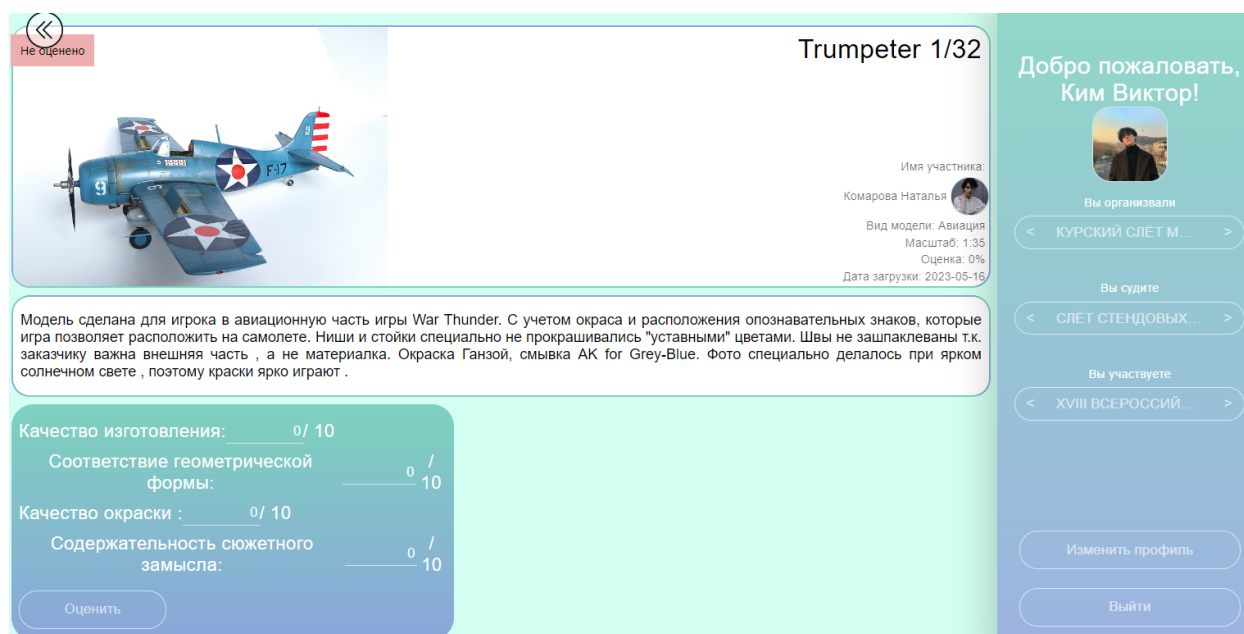 Не оценено
Trumpeter 1/32
9
9
F-17
Имя участника:
Комарова Наталья
Вид модели: Авиация
Масштаб: 1:35
Оценка: 0%
Дата загрузки: 2023-05-16
Модель сделана для игрока в авиационную часть игры War Thunder. С учетом окраса и расположения опознавательных знаков, которые
игра позволяет расположить на самолете. Ниши и стойки специально не прокрашивались "уставными" цветами. Швы не зашпаклеваны т.к.
заказчику важна внешняя часть , а не материалка. Окраска Ганзой, смывка AK for Grey-Blue. Фото специально делалось при ярком
солнечном свете , поэтому краски ярко играют .
Качество изготовления: 0/ 10
Соответствие геометрической
формы: 0 / 10
Качество окраски : 0/ 10
Содержательность сюжетного
замысла: 0 / 10
Оценить
Добро пожаловать,
Ким Виктор!
Вы организвали
< КУРСКИЙ СЛЁТ М... >
Вы судите
< СЛЁТ СТЕНДОВЫХ... >
Вы участвуете
< XVIII ВСЕРОССИЙ... >
Изменить профиль
Выйти